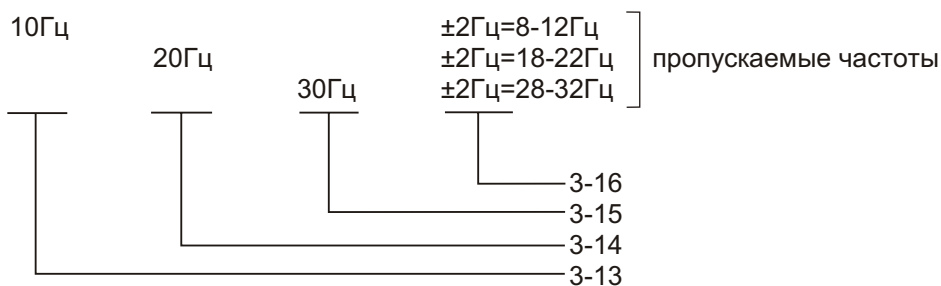 10Гц
±2Гц=8-12Гц
20Гц
±2Гц=18-22Гц
пропускаемые частоты
30Гц
±2Гц=28-32Гц
3-16
3-15
3-14
3-13